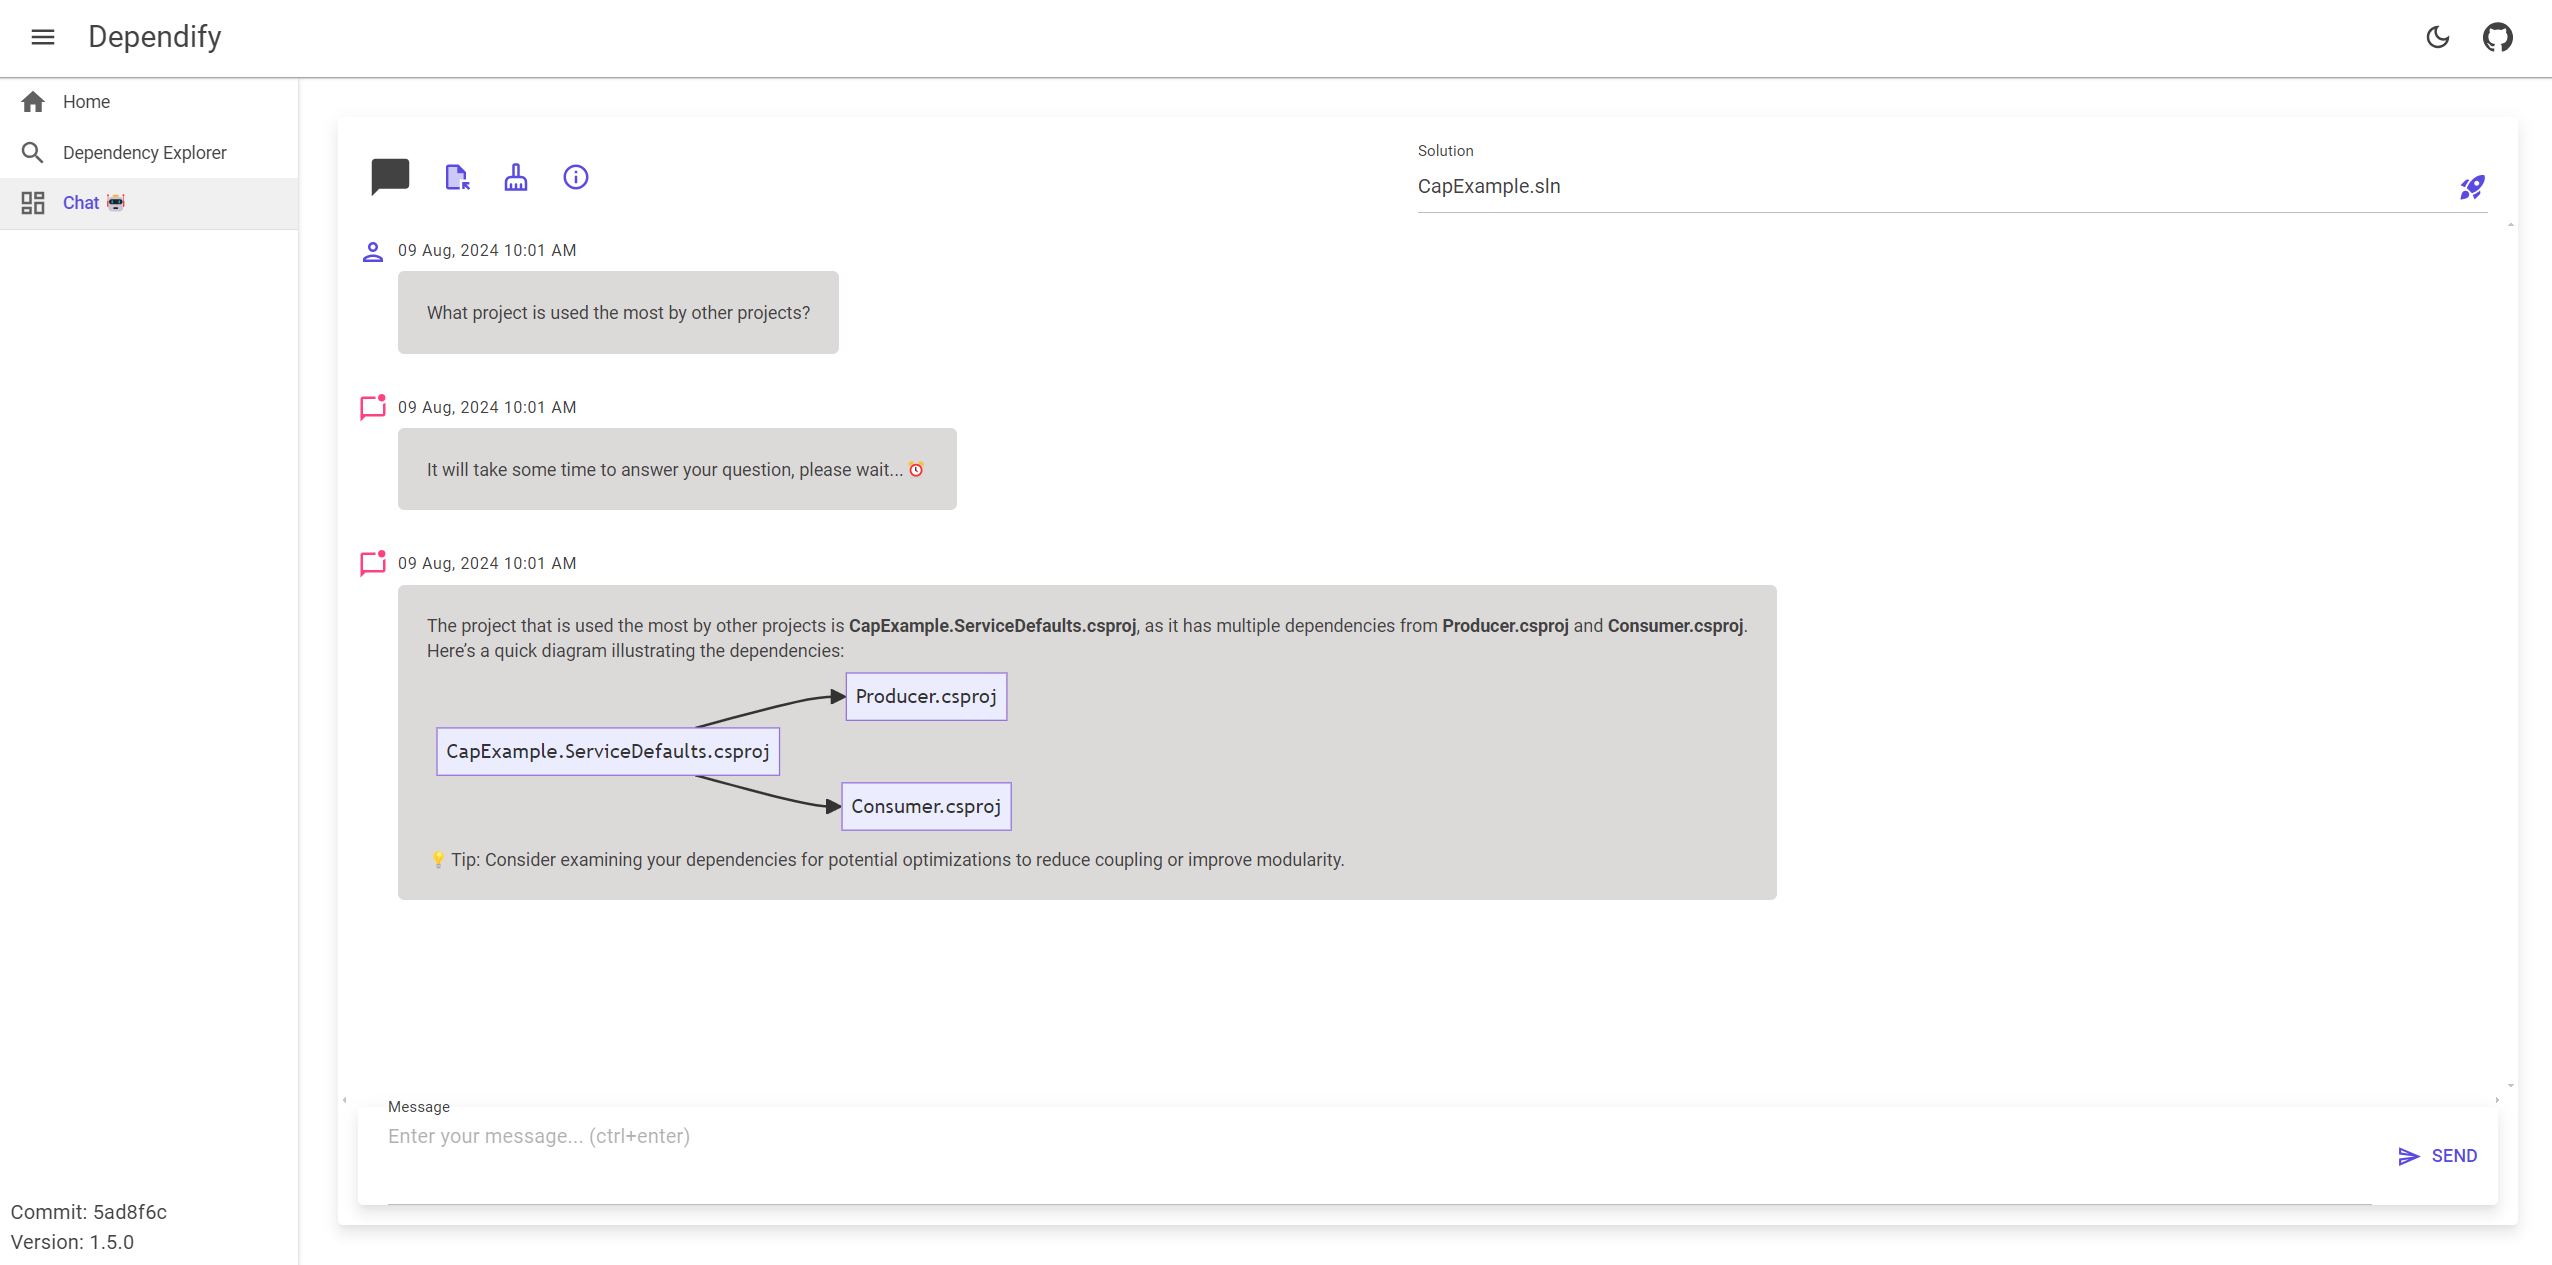 Dependify
Home
Dependency Explorer
Chat 🤖
Solution
CapExample.sln
09 Aug, 2024 10:01 AM
What project is used the most by other projects?
09 Aug, 2024 10:01 AM
It will take some time to answer your question, please wait... ⏰
09 Aug, 2024 10:01 AM
The project that is used the most by other projects is CapExample.ServiceDefaults.csproj, as it has multiple dependencies from Producer.csproj and Consumer.csproj.
Here’s a quick diagram illustrating the dependencies:
Producer.csproj
CapExample.ServiceDefaults.csproj
Consumer.csproj
💡 Tip: Consider examining your dependencies for potential optimizations to reduce coupling or improve modularity.
Message
Enter your message... (ctrl+enter)
SEND
Commit: 5ad8f6c
Version: 1.5.0